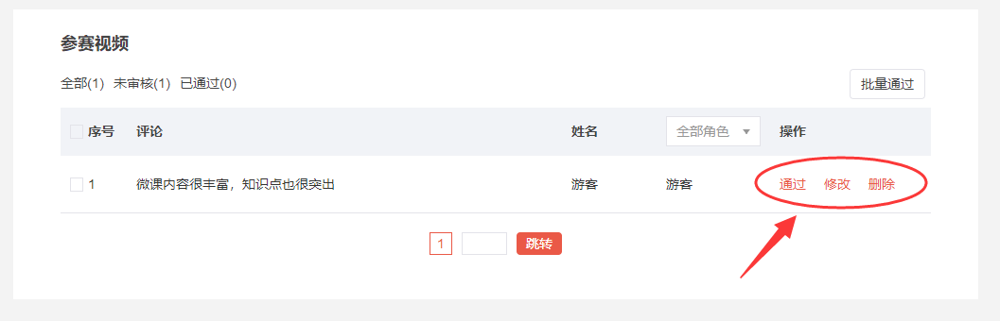 参赛视频
全部(1) 未审核(1) 已通过(0) 批量通过
序号 评论 姓名 全部角色 操作
1 微课内容很丰富，知识点也很突出 游客 游客 通过 修改 删除
1 跳转